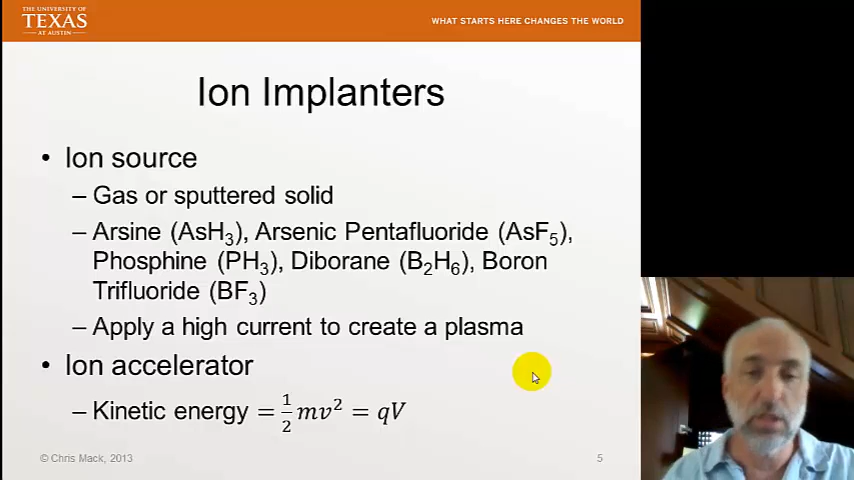 THE UNIVERSITY OF
TEXAS
AT AUSTIN
WHAT STARTS HERE CHANGES THE WORLD
Ion Implanters
• Ion source
– Gas or sputtered solid
– Arsine (AsH₃), Arsenic Pentafluoride (AsF₅),
Phosphine (PH₃), Diborane (B₂H₆), Boron
Trifluoride (BF₃)
– Apply a high current to create a plasma
• Ion accelerator
– Kinetic energy = 1/2 mv² = qV
© Chris Mack, 2013
5